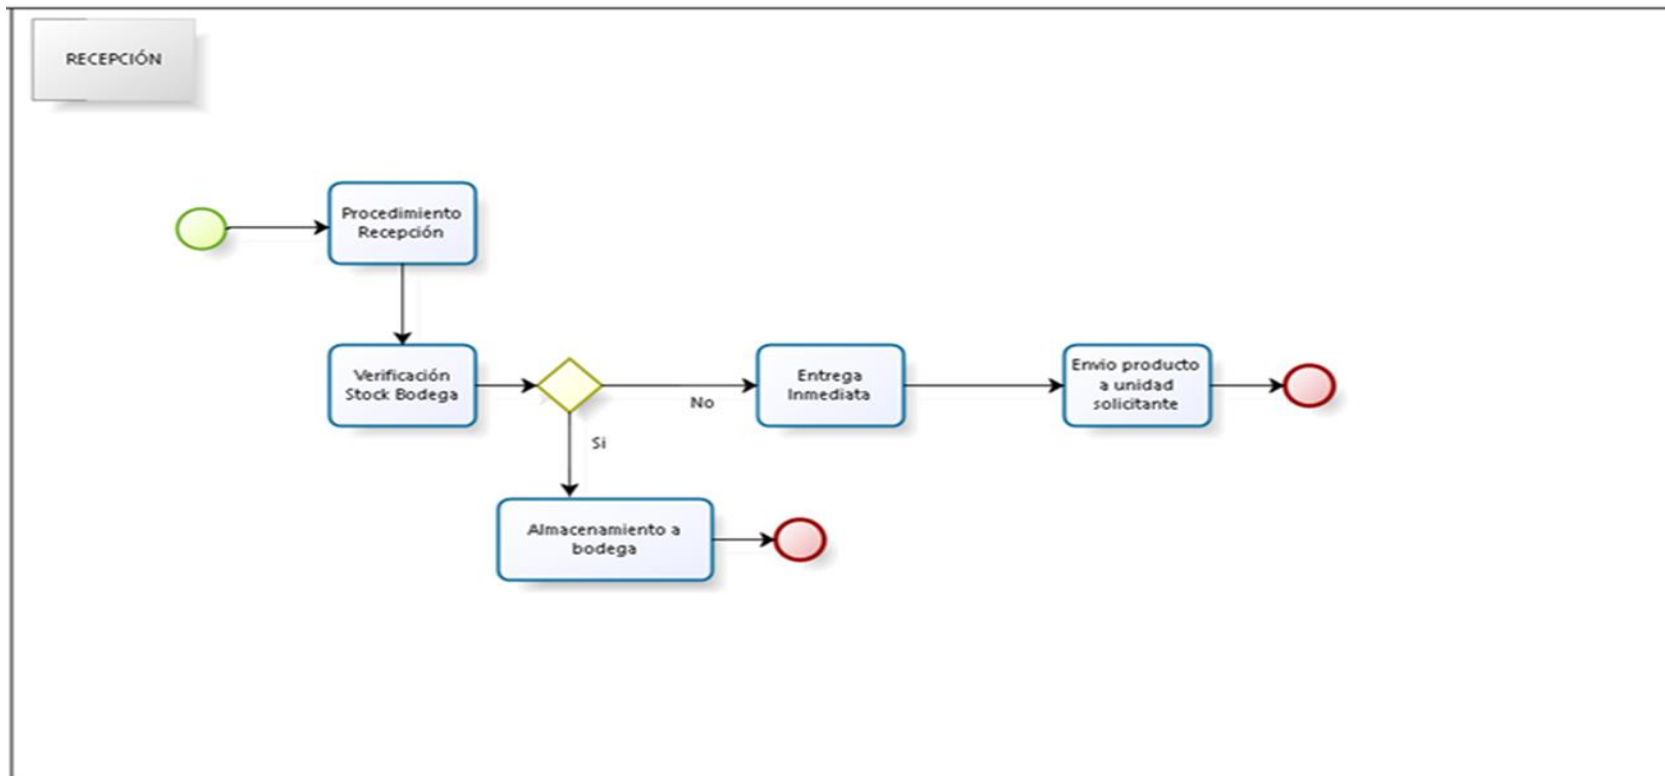 RECEPCIÓN
Procedimiento
Recepción
Verificación
Stock Bodega
No
Entrega
Inmediata
Envio producto
a unidad
solicitante
Si
Almacenamiento a
bodega